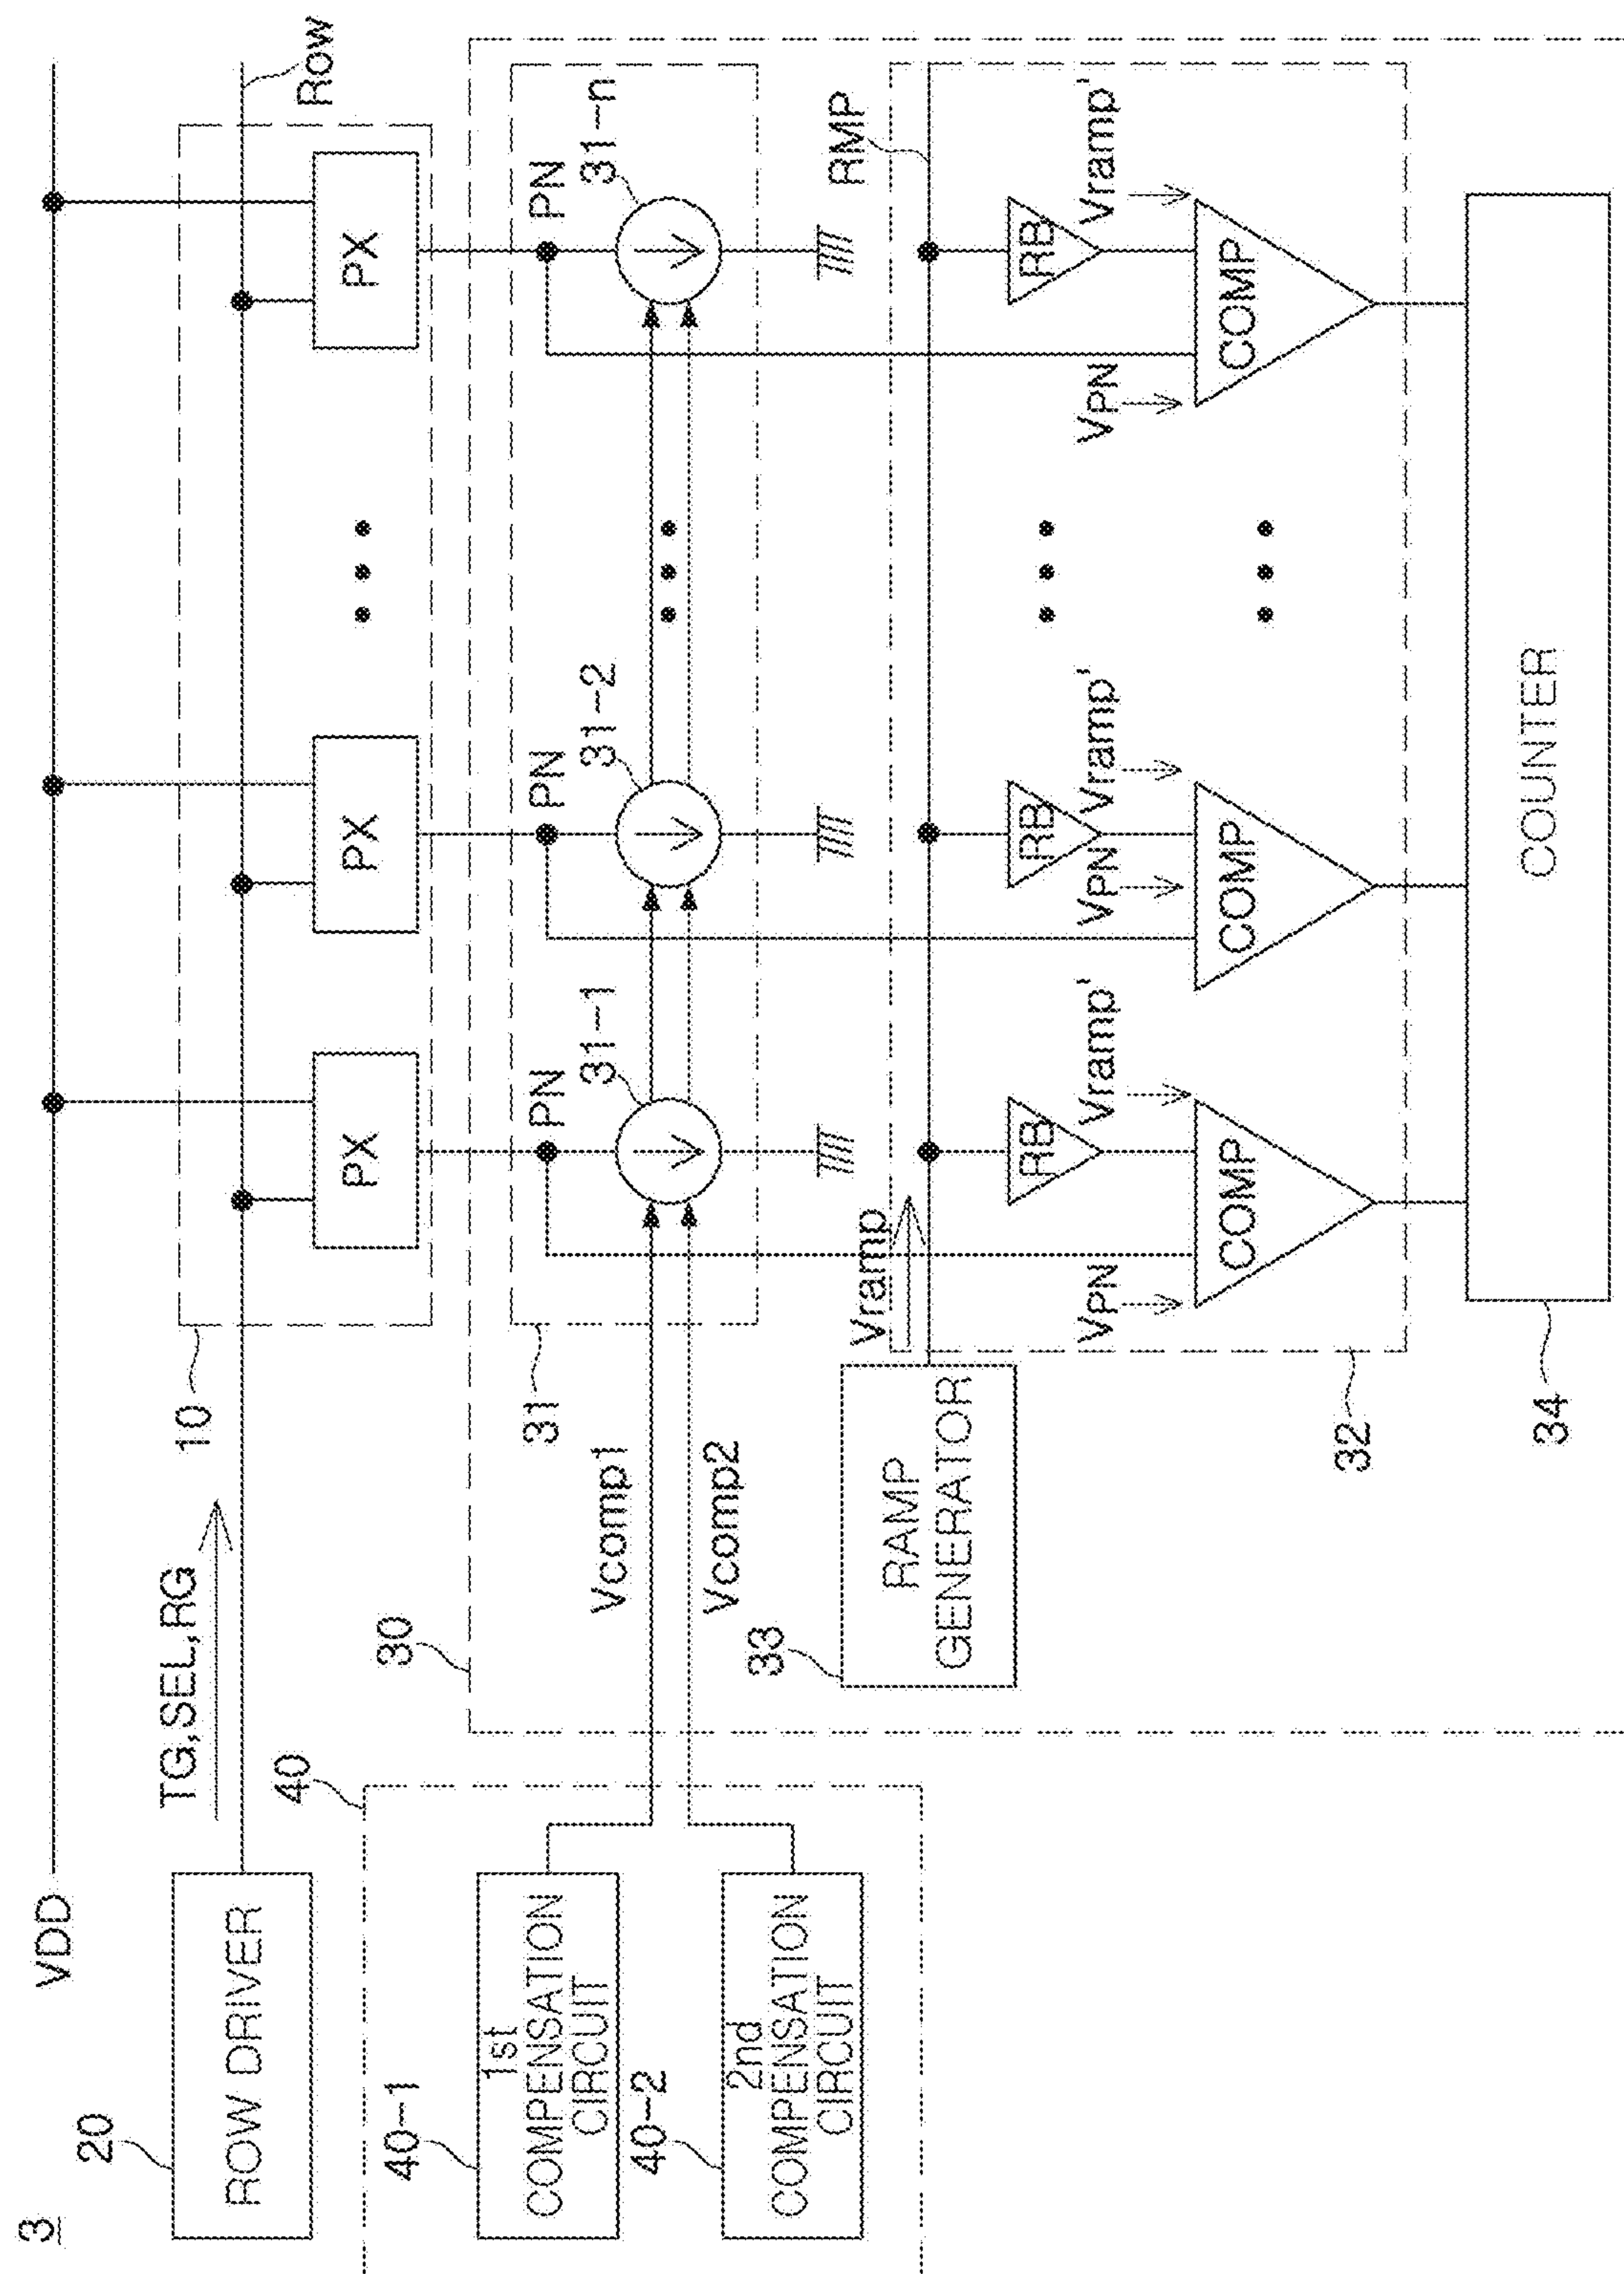 3
VDD
Row
20
ROW DRIVER
TG,SEL,RG
10
PX
PX
PX
40
30
40-1
1st
COMPENSATION
CIRCUIT
40-2
2nd
COMPENSATION
CIRCUIT
Vcomp1
Vcomp2
31
PN
31-1
PN
31-2
PN
31-n
33
RAMP
GENERATOR
Vramp
RMP
RB
RB
RB
VPN
Vramp'
VPN
Vramp'
VPN
Vramp'
COMP
COMP
COMP
32
34
COUNTER